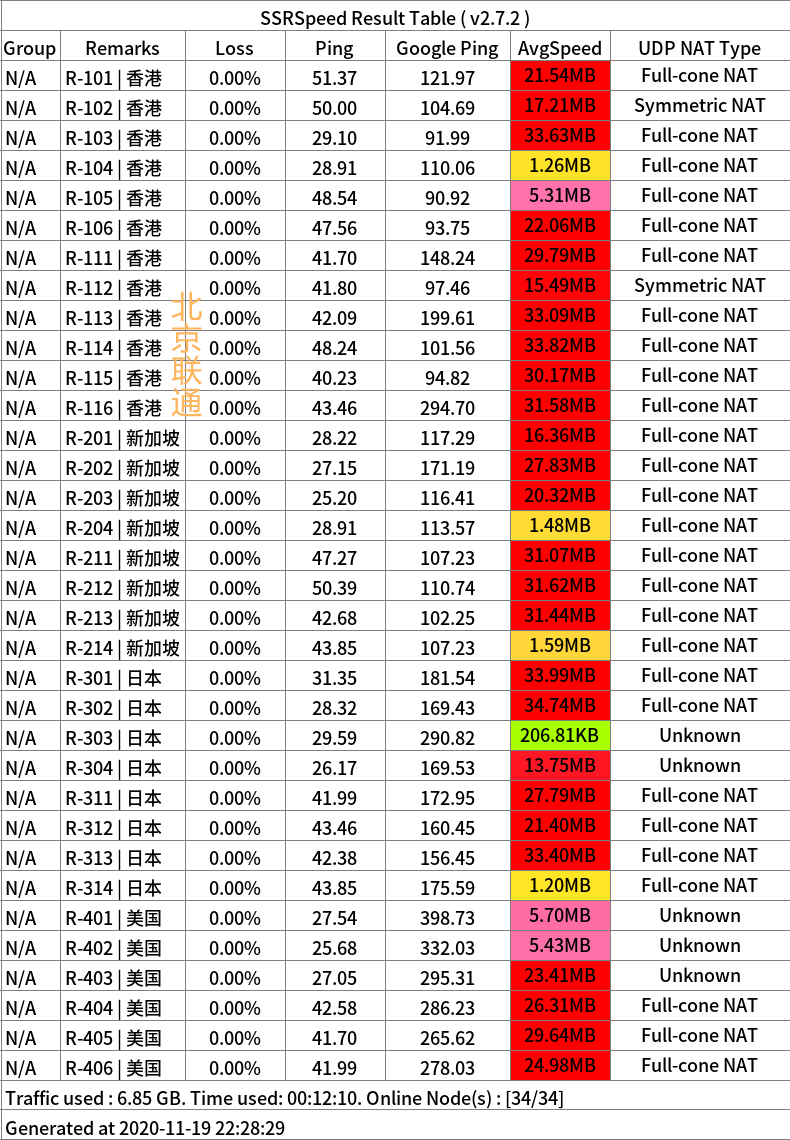 SSRSpeed Result Table ( v2.7.2 )
Group Remarks Loss Ping Google Ping AvgSpeed UDP NAT Type
N/A R-101 | 香港 0.00% 51.37 121.97 21.54MB Full-cone NAT
N/A R-102 | 香港 0.00% 50.00 104.69 17.21MB Symmetric NAT
N/A R-103 | 香港 0.00% 29.10 91.99 33.63MB Full-cone NAT
N/A R-104 | 香港 0.00% 28.91 110.06 1.26MB Full-cone NAT
N/A R-105 | 香港 0.00% 48.54 90.92 5.31MB Full-cone NAT
N/A R-106 | 香港 0.00% 47.56 93.75 22.06MB Full-cone NAT
N/A R-111 | 香港 0.00% 41.70 148.24 29.79MB Full-cone NAT
N/A R-112 | 香港 0.00% 41.80 97.46 15.49MB Symmetric NAT
N/A R-113 | 香港 0.00% 42.09 199.61 33.09MB Full-cone NAT
N/A R-114 | 香港 0.00% 48.24 101.56 33.82MB Full-cone NAT
N/A R-115 | 香港 0.00% 40.23 94.82 30.17MB Full-cone NAT
N/A R-116 | 香港 0.00% 43.46 294.70 31.58MB Full-cone NAT
N/A R-201 | 新加坡 0.00% 28.22 117.29 16.36MB Full-cone NAT
N/A R-202 | 新加坡 0.00% 27.15 171.19 27.83MB Full-cone NAT
N/A R-203 | 新加坡 0.00% 25.20 116.41 20.32MB Full-cone NAT
N/A R-204 | 新加坡 0.00% 28.91 113.57 1.48MB Full-cone NAT
N/A R-211 | 新加坡 0.00% 47.27 107.23 31.07MB Full-cone NAT
N/A R-212 | 新加坡 0.00% 50.39 110.74 31.62MB Full-cone NAT
N/A R-213 | 新加坡 0.00% 42.68 102.25 31.44MB Full-cone NAT
N/A R-214 | 新加坡 0.00% 43.85 107.23 1.59MB Full-cone NAT
N/A R-301 | 日本 0.00% 31.35 181.54 33.99MB Full-cone NAT
N/A R-302 | 日本 0.00% 28.32 169.43 34.74MB Full-cone NAT
N/A R-303 | 日本 0.00% 29.59 290.82 206.81KB Unknown
N/A R-304 | 日本 0.00% 26.17 169.53 13.75MB Unknown
N/A R-311 | 日本 0.00% 41.99 172.95 27.79MB Full-cone NAT
N/A R-312 | 日本 0.00% 43.46 160.45 21.40MB Full-cone NAT
N/A R-313 | 日本 0.00% 42.38 156.45 33.40MB Full-cone NAT
N/A R-314 | 日本 0.00% 43.85 175.59 1.20MB Full-cone NAT
N/A R-401 | 美国 0.00% 27.54 398.73 5.70MB Unknown
N/A R-402 | 美国 0.00% 25.68 332.03 5.43MB Unknown
N/A R-403 | 美国 0.00% 27.05 295.31 23.41MB Unknown
N/A R-404 | 美国 0.00% 42.58 286.23 26.31MB Full-cone NAT
N/A R-405 | 美国 0.00% 41.70 265.62 29.64MB Full-cone NAT
N/A R-406 | 美国 0.00% 41.99 278.03 24.98MB Full-cone NAT
Traffic used : 6.85 GB. Time used: 00:12:10. Online Node(s) : [34/34]
Generated at 2020-11-19 22:28:29
北京联通